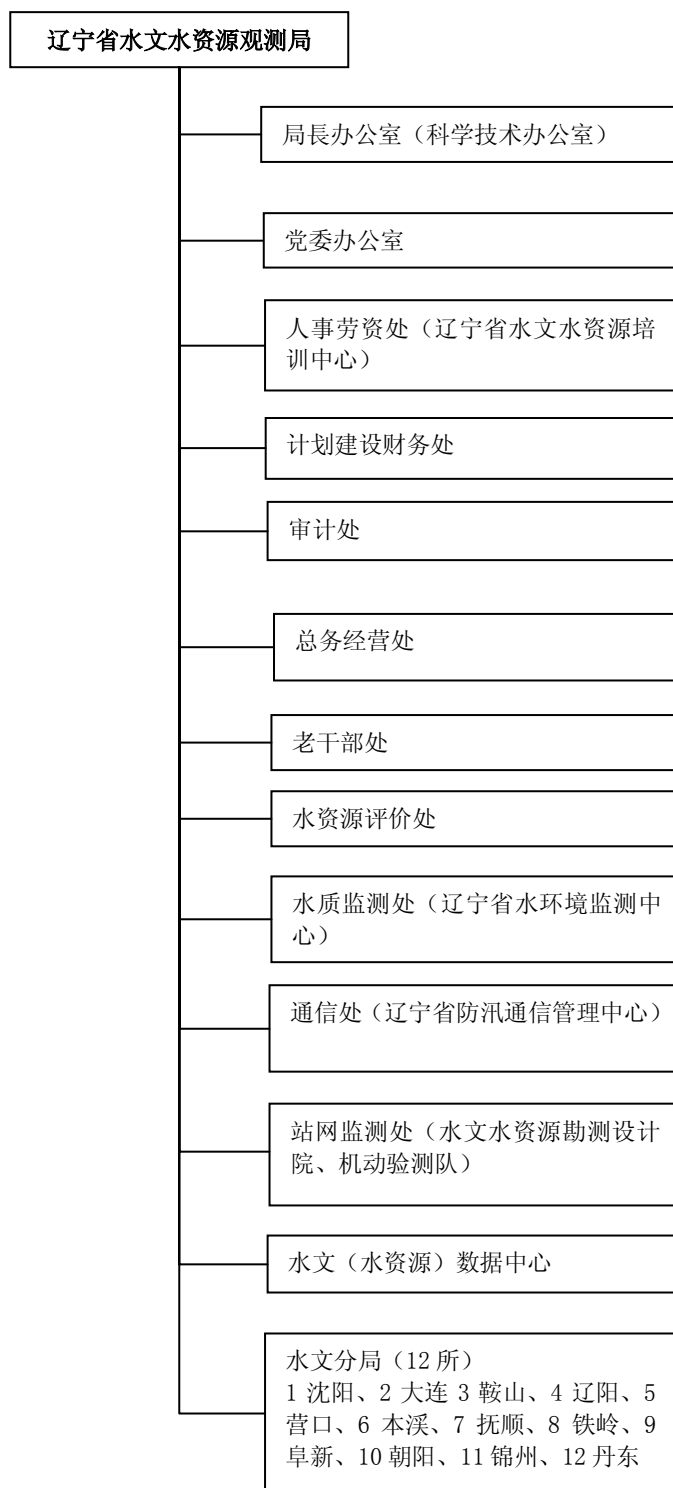 辽宁省水文水资源观测局
局長办公室（科学技术办公室）
党委办公室
人事劳资处（辽宁省水文水资源培
训中心）
计划建设财务处
审计处
总务经营处
老干部处
水资源评价处
水质监测处（辽宁省水环境监测中
心）
通信处（辽宁省防汛通信管理中心）
站网监测处（水文水资源勘测设计
院、机动验测队）
水文（水资源）数据中心
水文分局（12 所）
1 沈阳、2 大连 3 鞍山、4 辽阳、5
营口、6 本溪、7 抚顺、8 铁岭、9
阜新、10 朝阳、11 锦州、12 丹东